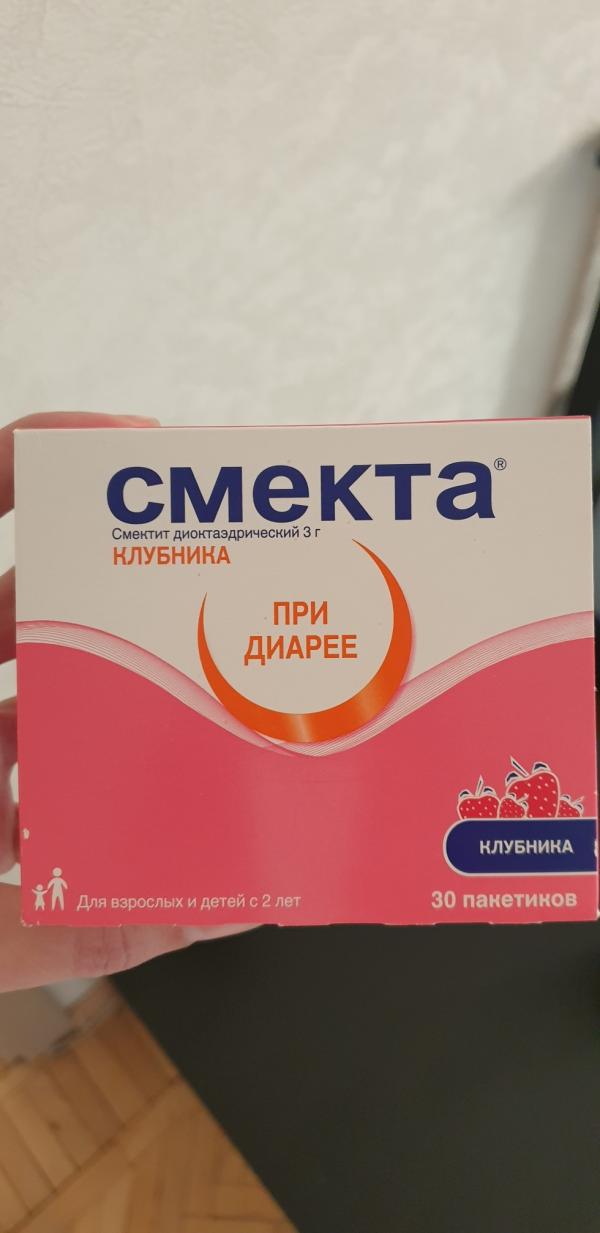 смекта®
Смектит диоктаэдрический 3 г
КЛУБНИКА
ПРИ
ДИАРЕЕ
КЛУБНИКА
Для взрослых и детей с 2 лет
30 пакетиков